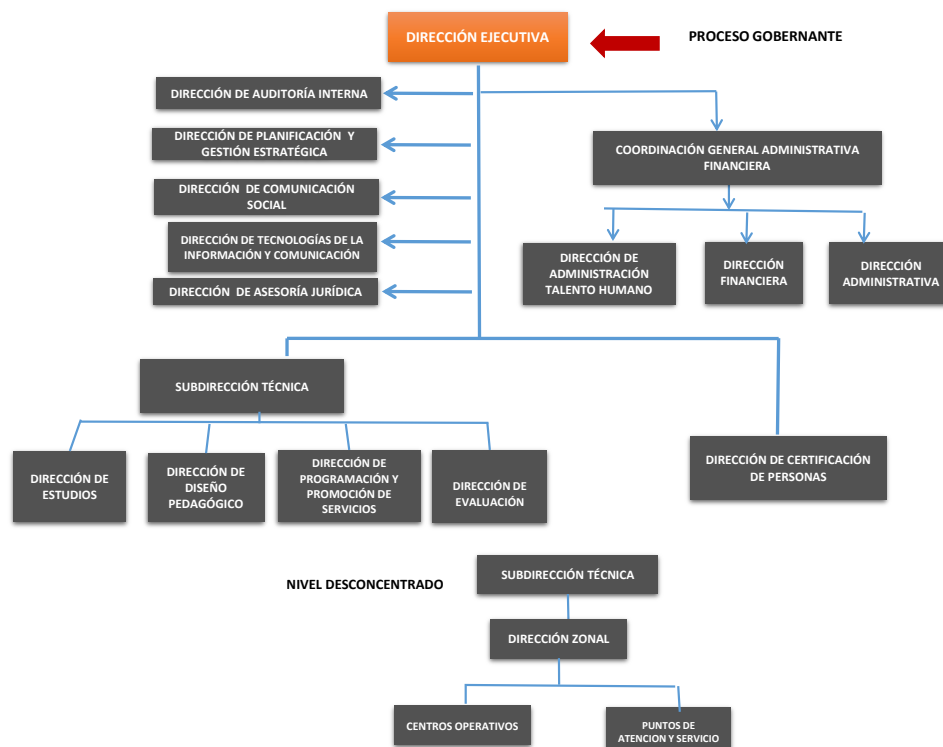 DIRECCIÓN EJECUTIVA
PROCESO GOBERNANTE
DIRECCIÓN DE AUDITORÍA INTERNA
DIRECCIÓN DE PLANIFICACIÓN Y
GESTIÓN ESTRATÉGICA
COORDINACIÓN GENERAL ADMINISTRATIVA
FINANCIERA
DIRECCIÓN DE COMUNICACIÓN
SOCIAL
DIRECCIÓN DE TECNOLOGÍAS DE LA
INFORMACIÓN Y COMUNICACIÓN
DIRECCIÓN DE ASESORÍA JURÍDICA
DIRECCIÓN DE
ADMINISTRACIÓN
TALENTO HUMANO
DIRECCIÓN
FINANCIERA
DIRECCIÓN
ADMINISTRATIVA
SUBDIRECCIÓN TÉCNICA
DIRECCIÓN DE
ESTUDIOS
DIRECCIÓN DE
DISEÑO
PEDAGÓGICO
DIRECCIÓN DE
PROGRAMACIÓN Y
PROMOCIÓN DE
SERVICIOS
DIRECCIÓN DE
EVALUACIÓN
DIRECCIÓN DE CERTIFICACIÓN
DE PERSONAS
NIVEL DESCONCENTRADO
SUBDIRECCIÓN TÉCNICA
DIRECCIÓN ZONAL
CENTROS OPERATIVOS
PUNTOS DE
ATENCION Y SERVICIO